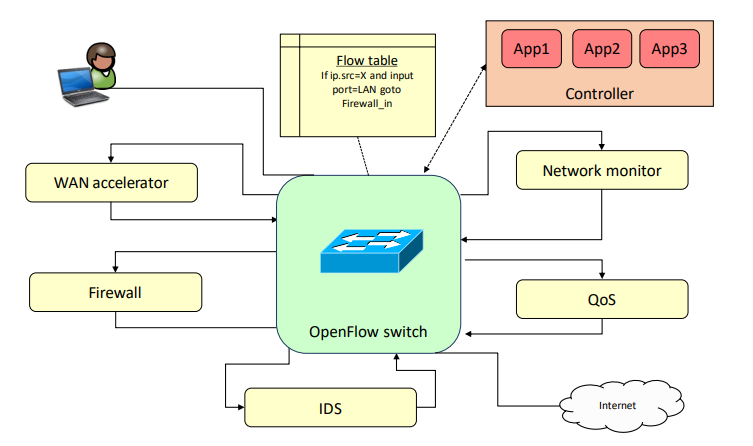 Flow table
If ip.src=X and input
port=LAN goto
Firewall_in
App1
App2
App3
Controller
WAN accelerator
Network monitor
Firewall
QoS
OpenFlow switch
IDS
Internet